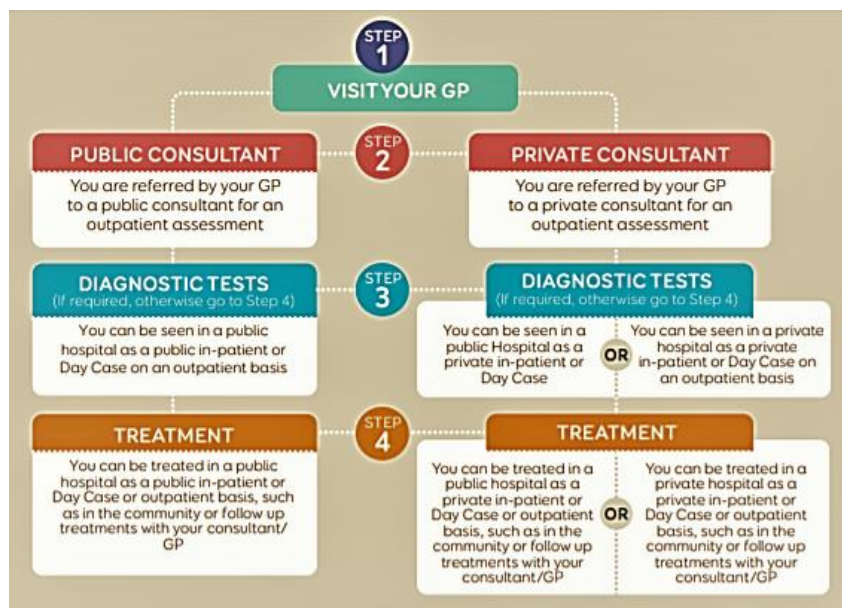 STEP
1
VISIT YOUR GP
PUBLIC CONSULTANT
You are referred by your GP
to a public consultant for an
outpatient assessment
STEP
2
PRIVATE CONSULTANT
You are referred by your GP
to a private consultant for an
outpatient assessment
DIAGNOSTIC TESTS
(If required, otherwise go to Step 4)
You can be seen in a public
hospital as a public in-patient or
Day Case on an outpatient basis
STEP
3
DIAGNOSTIC TESTS
(If required, otherwise go to Step 4)
You can be seen in a
public Hospital as a
private in-patient or
Day Case
OR
You can be seen in a private
hospital as a private
in-patient or Day Case on
an outpatient basis
TREATMENT
You can be treated in a public
hospital as a public in-patient or
Day Case or outpatient basis, such
as in the community or follow up
treatments with your consultant/
GP
STEP
4
TREATMENT
You can be treated in a
public hospital as a
private in-patient or
Day Case or outpatient
basis, such as in the
community or follow up
treatments with your
consultant/GP
OR
You can be treated in a
private hospital as a
private in-patient or
Day Case or outpatient
basis, such as in the
community or follow up
treatments with your
consultant/GP